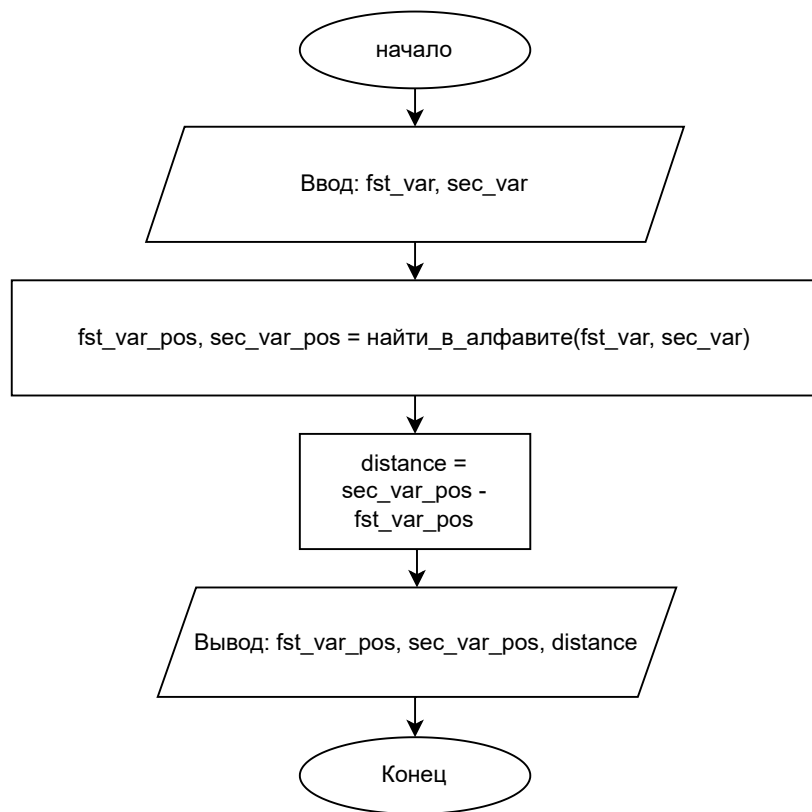 начало
Ввод: fst_var, sec_var
fst_var_pos, sec_var_pos = найти_в_алфавите(fst_var, sec_var)
distance =
sec_var_pos -
fst_var_pos
Вывод: fst_var_pos, sec_var_pos, distance
Конец